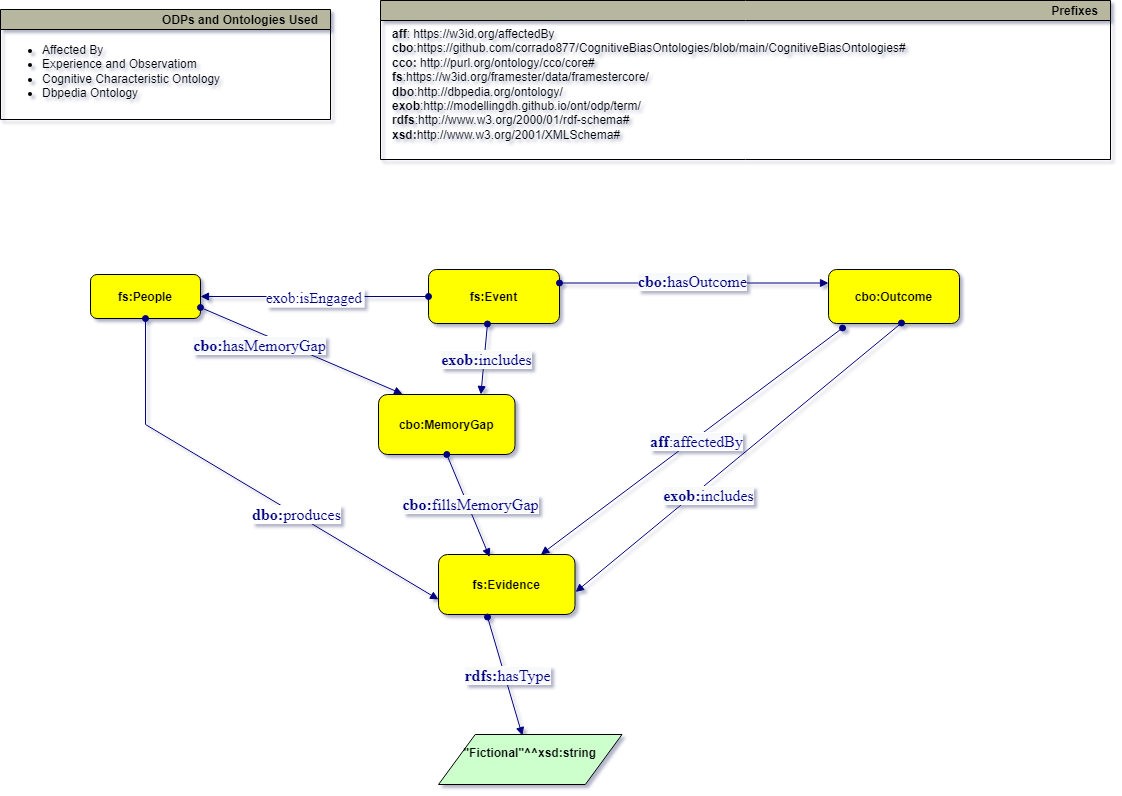 ODPs and Ontologies Used
Affected By
Experience and Observatiom
Cognitive Characteristic Ontology
Dbpedia Ontology
Prefixes
aff: https://w3id.org/affectedBy
cbo:https://github.com/corrado877/CognitiveBiasOntologies/blob/main/CognitiveBiasOntologies#
cco: http://purl.org/ontology/cco/core#
fs:https://w3id.org/framester/data/framestercore/
dbo:http://dbpedia.org/ontology/
exob:http://modellingdh.github.io/ont/odp/term/
rdfs:http://www.w3.org/2000/01/rdf-schema#
xsd:http://www.w3.org/2001/XMLSchema#
fs:People
exob:isEngaged
fs:Event
cbo:hasOutcome
cbo:Outcome
cbo:hasMemoryGap
exob:includes
cbo:MemoryGap
aff:affectedBy
exob:includes
cbo:fillsMemoryGap
dbo:produces
fs:Evidence
rdfs:hasType
"Fictional"^^xsd:string